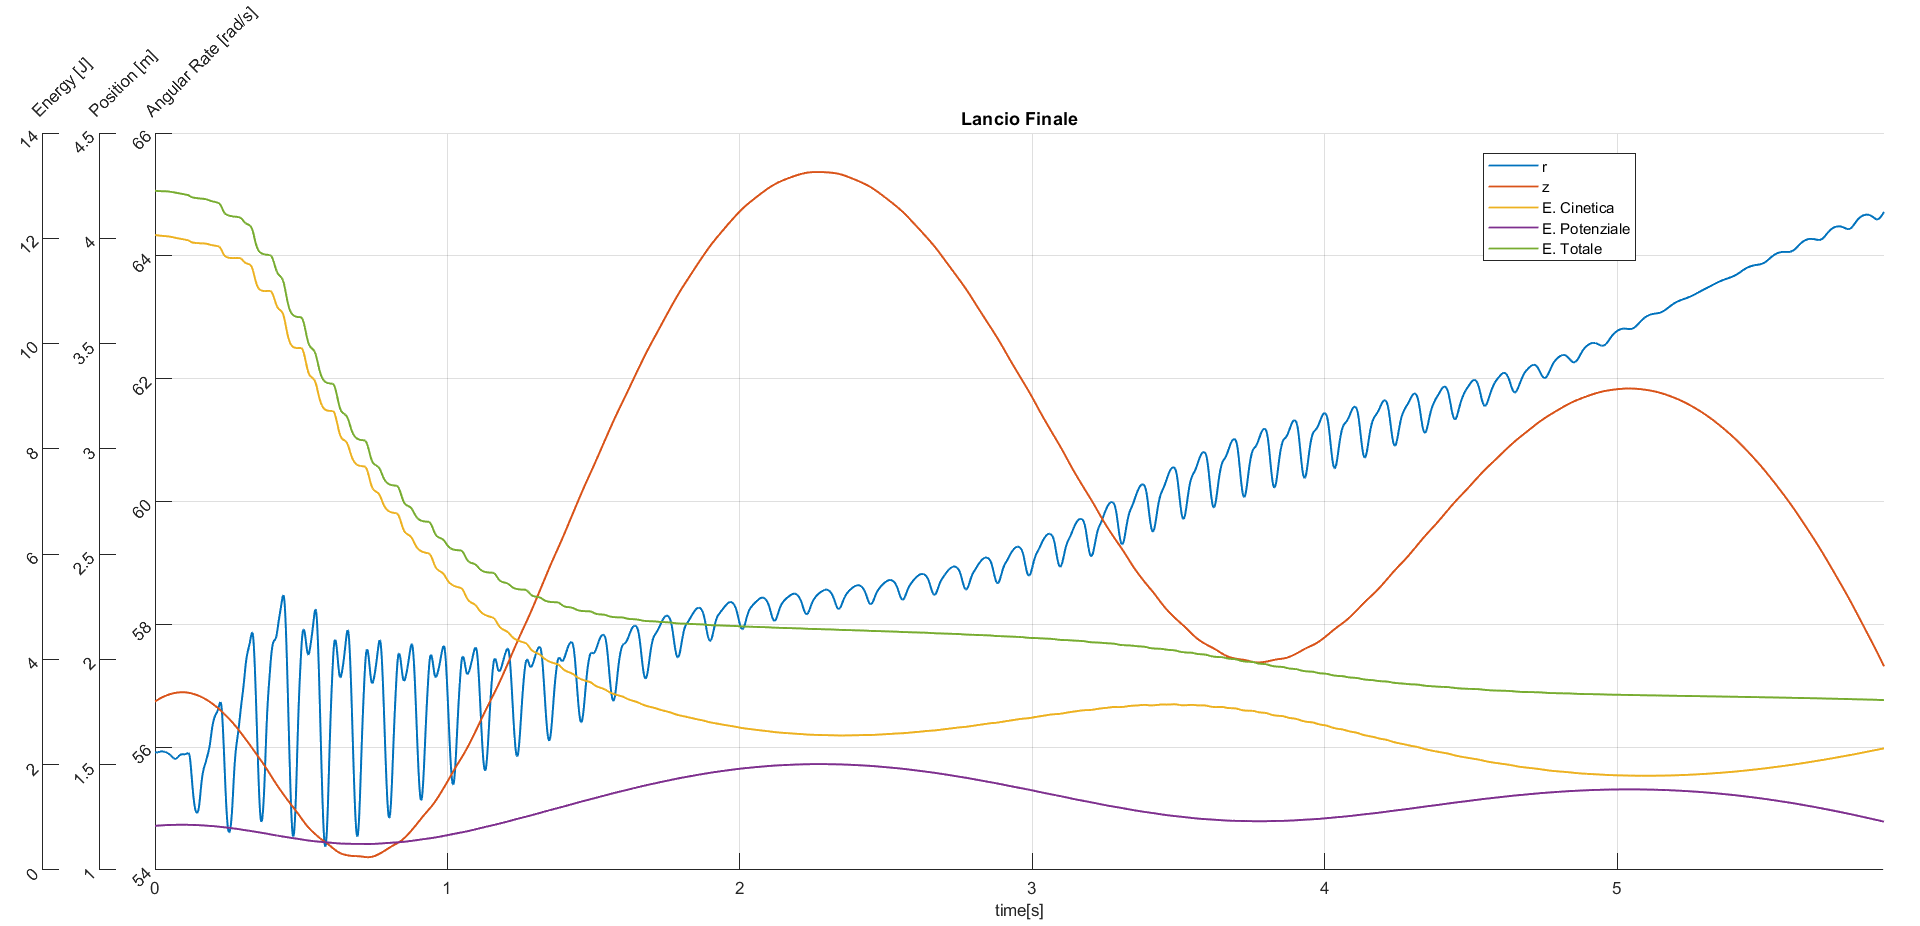 Energy [J]
Position [m]
Angular Rate [rad/s]
Lancio Finale
14
12
10
8
6
4
2
0
4.5
4
3.5
3
2.5
2
1.5
1
66
64
62
60
58
56
54
r
z
E. Cinetica
E. Potenziale
E. Totale
0 1 2 3 4 5
time[s]